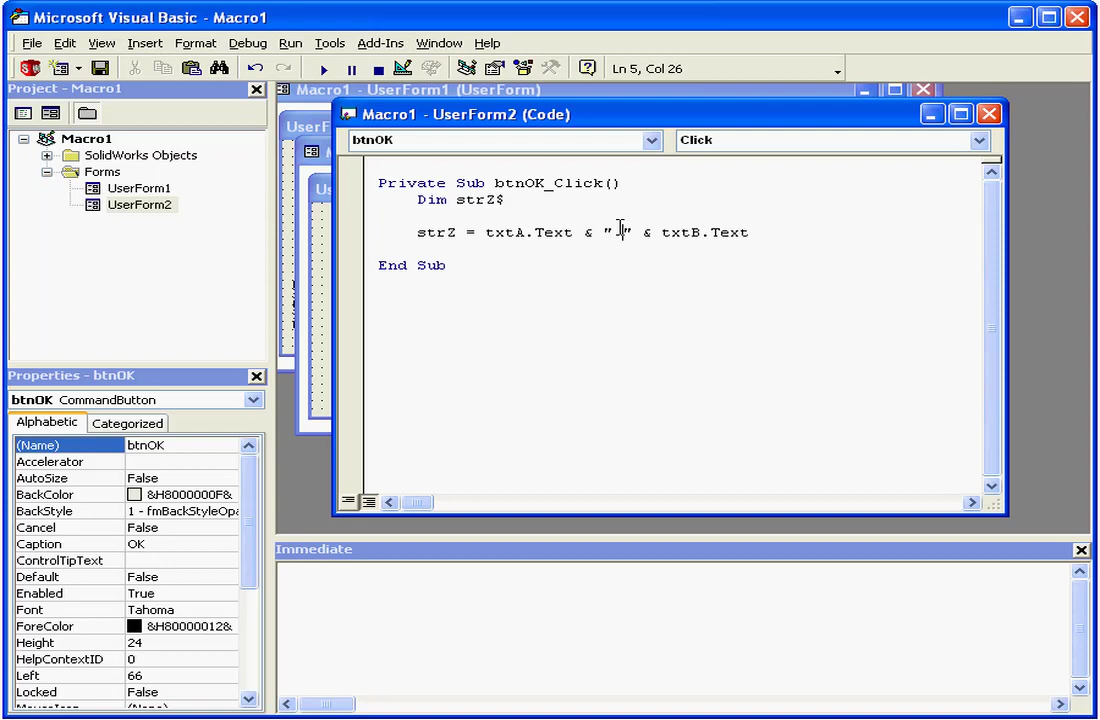 Microsoft Visual Basic - Macro1
File Edit View Insert Format Debug Run Tools Add-Ins Window Help
Ln 5, Col 26
Project - Macro1
Macro1
SolidWorks Objects
Forms
UserForm1
UserForm2
Properties - btnOK
btnOK CommandButton
Alphabetic Categorized
(Name) btnOK
Accelerator
AutoSize False
BackColor &H8000000F&
BackStyle 1 - fmBackStyleOpa
Cancel False
Caption OK
ControlTipText
Default False
Enabled True
Font Tahoma
ForeColor &H80000012&
Height 24
HelpContextID 0
Left 66
Locked False
Macro1 - UserForm1 (UserForm)
UserF
Us
Macro1 - UserForm2 (Code)
btnOK Click
Private Sub btnOK_Click()
Dim strZ$
strZ = txtA.Text & " " & txtB.Text
End Sub
Immediate